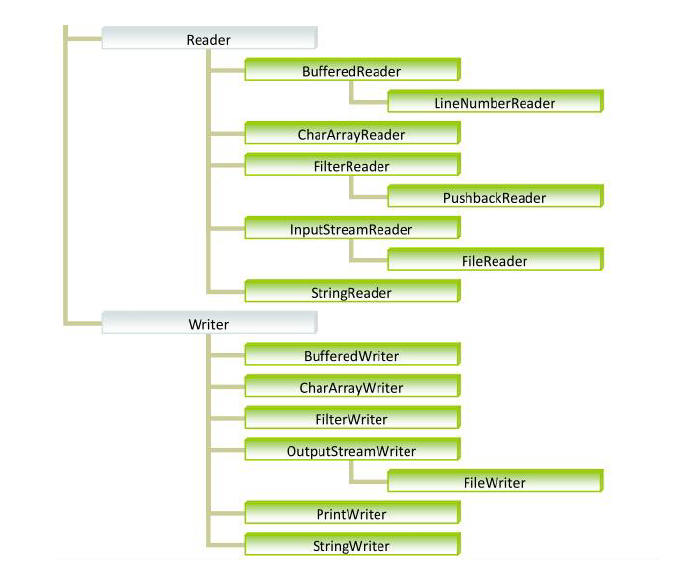 Reader
BufferedReader
LineNumberReader
CharArrayReader
FilterReader
PushbackReader
InputStreamReader
FileReader
StringReader
Writer
BufferedWriter
CharArrayWriter
FilterWriter
OutputStreamWriter
FileWriter
PrintWriter
StringWriter